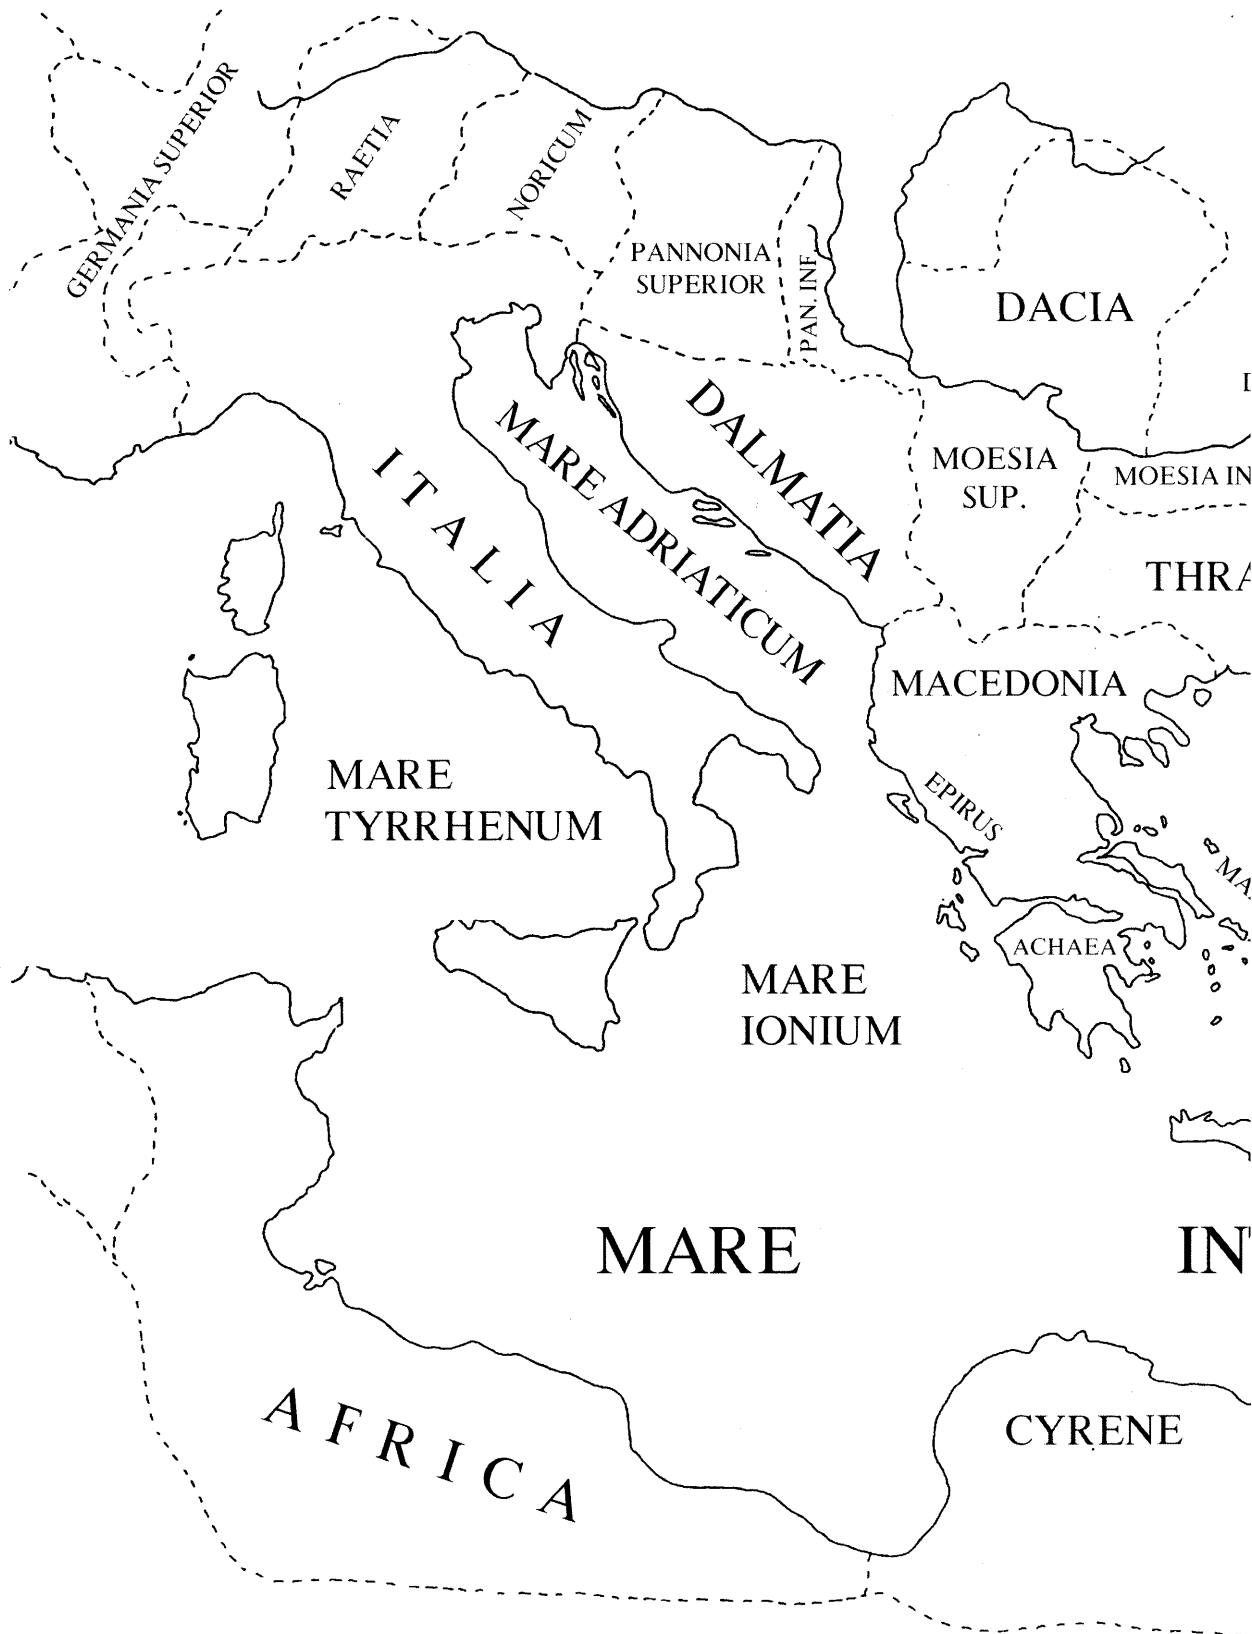 GERMANIA SUPERIOR
RAETIA
NORICUM
PANNONIA
SUPERIOR
PAN. INF.
DACIA
D
DALMATIA
MARE ADRIATICUM
ITALIA
MOESIA
SUP.
MOESIA IN
THRA
MACEDONIA
MARE
TYRRHENUM
EPIRUS
MA
ACHAEA
MARE
IONIUM
MARE
IN
AFRICA
CYRENE